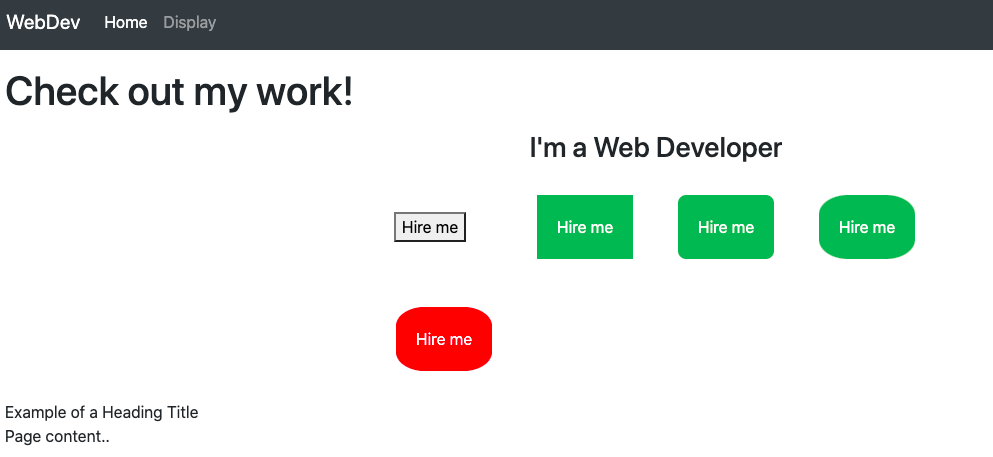 WebDev Home Display
Check out my work!
I'm a Web Developer
Hire me Hire me Hire me Hire me
Hire me
Example of a Heading Title
Page content..